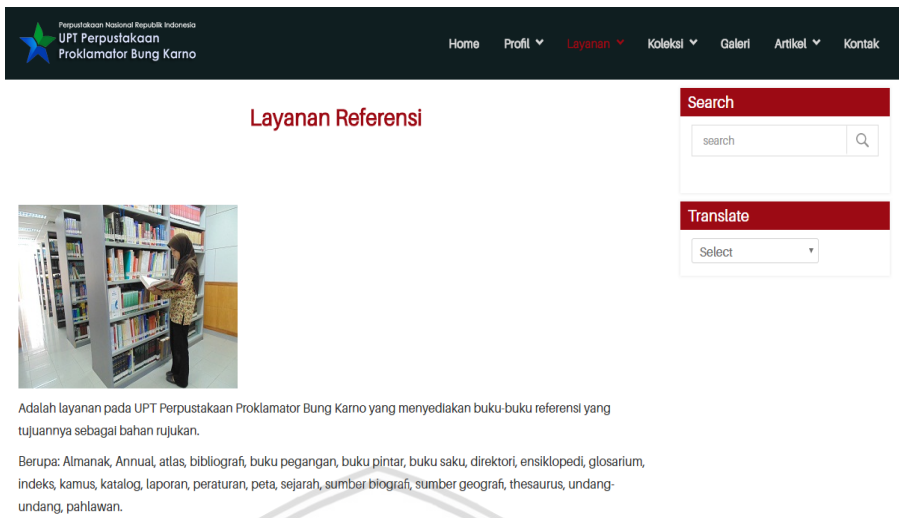 Perpustakaan Nasional Republik Indonesia
UPT Perpustakaan
Proklamator Bung Karno
Home Profil Layanan Koleksi Galeri Artikel Kontak
Layanan Referensi
Search
search
Translate
Select
Adalah layanan pada UPT Perpustakaan Proklamator Bung Karno yang menyediakan buku-buku referensi yang
tujuannya sebagai bahan rujukan.
Berupa: Almanak, Annual, atlas, bibliografi, buku pegangan, buku pintar, buku saku, direktori, ensiklopedi, glosarium,
indeks, kamus, katalog, laporan, peraturan, peta, sejarah, sumber biografi, sumber geografi, thesaurus, undang-
undang, pahlawan.